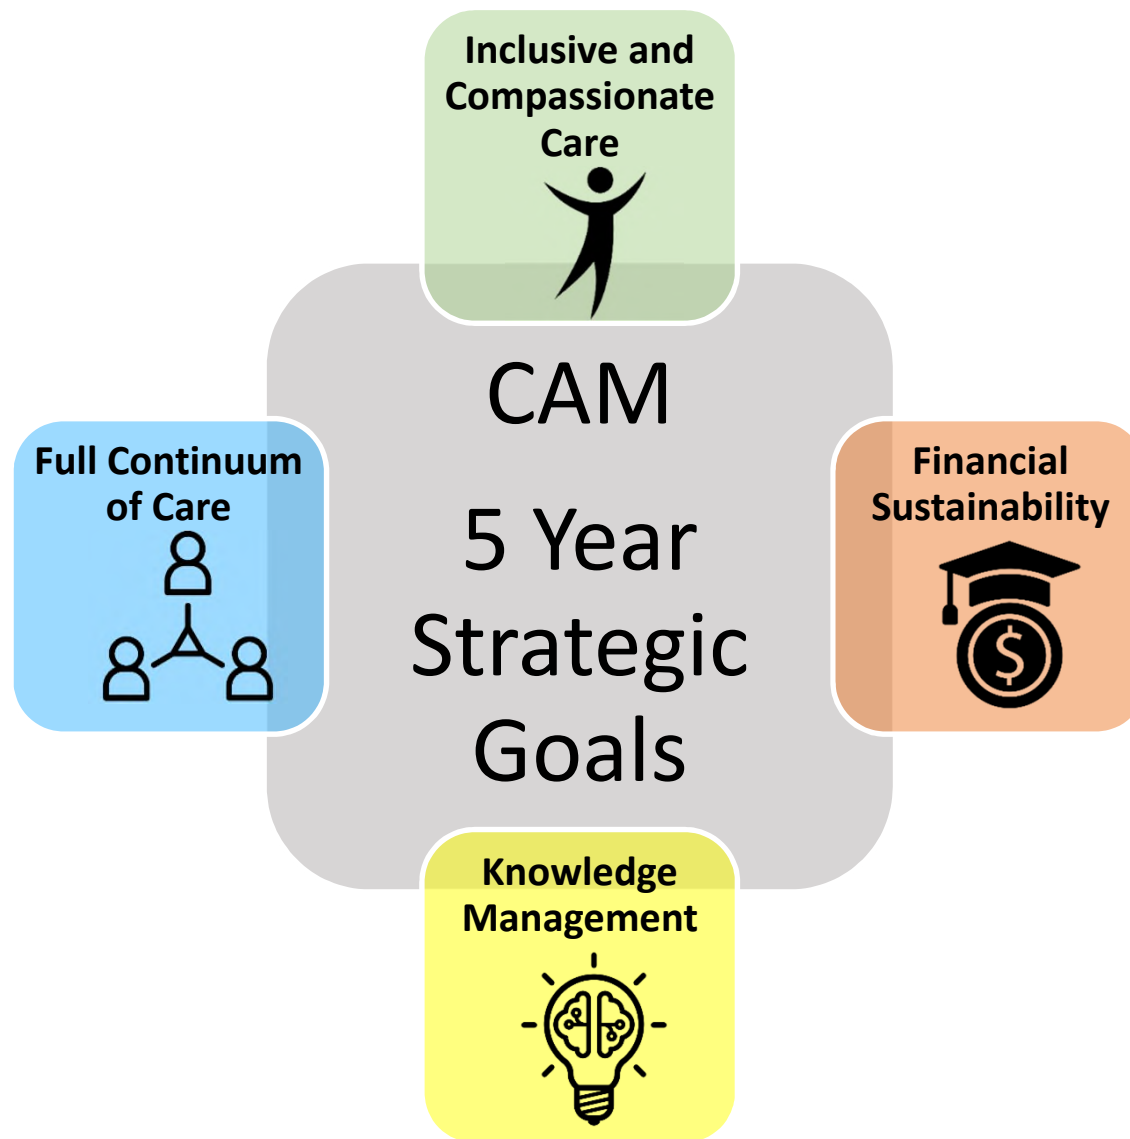 Inclusive and
Compassionate
Care
CAM
5 Year
Strategic
Goals
Full Continuum
of Care
Financial
Sustainability
$
Knowledge
Management